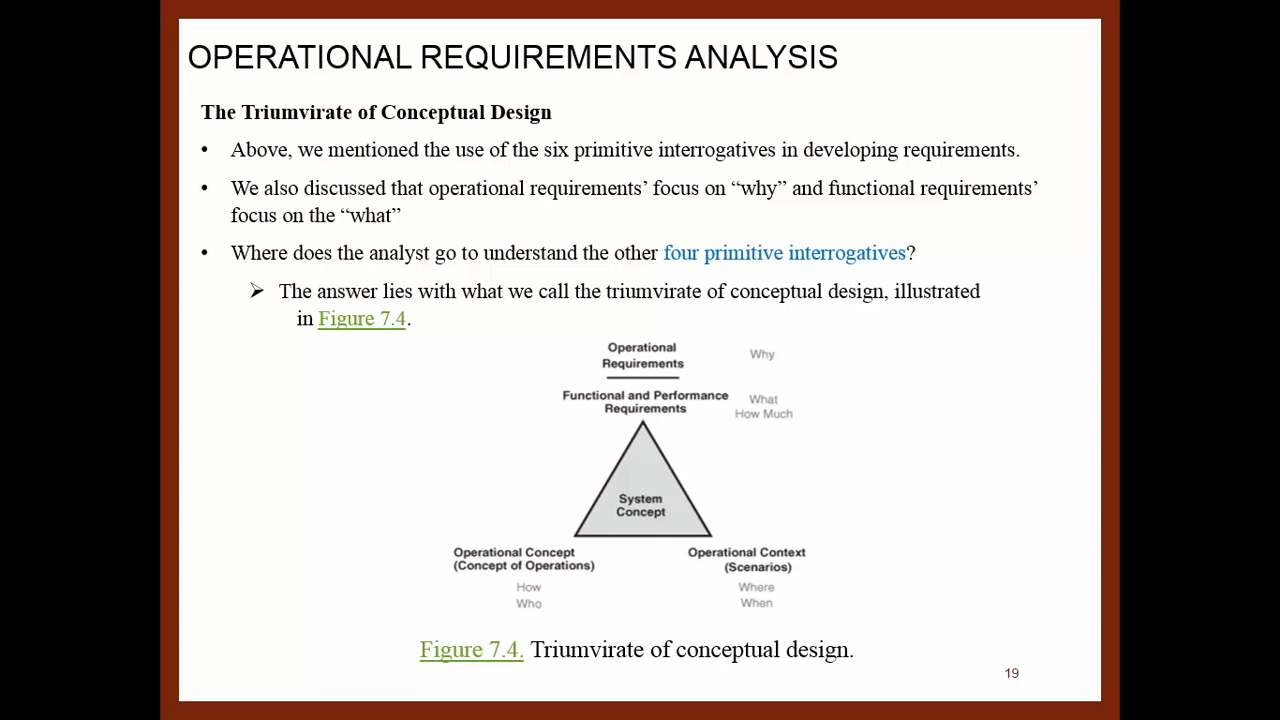 OPERATIONAL REQUIREMENTS ANALYSIS
The Triumvirate of Conceptual Design
• Above, we mentioned the use of the six primitive interrogatives in developing requirements.
• We also discussed that operational requirements’ focus on “why” and functional requirements’
focus on the “what”
• Where does the analyst go to understand the other four primitive interrogatives?
➢ The answer lies with what we call the triumvirate of conceptual design, illustrated
in Figure 7.4.
Operational
Requirements
Why
Functional and Performance
Requirements
What
How Much
System
Concept
Operational Concept
(Concept of Operations)
How
Who
Operational Context
(Scenarios)
Where
When
Figure 7.4. Triumvirate of conceptual design.
19